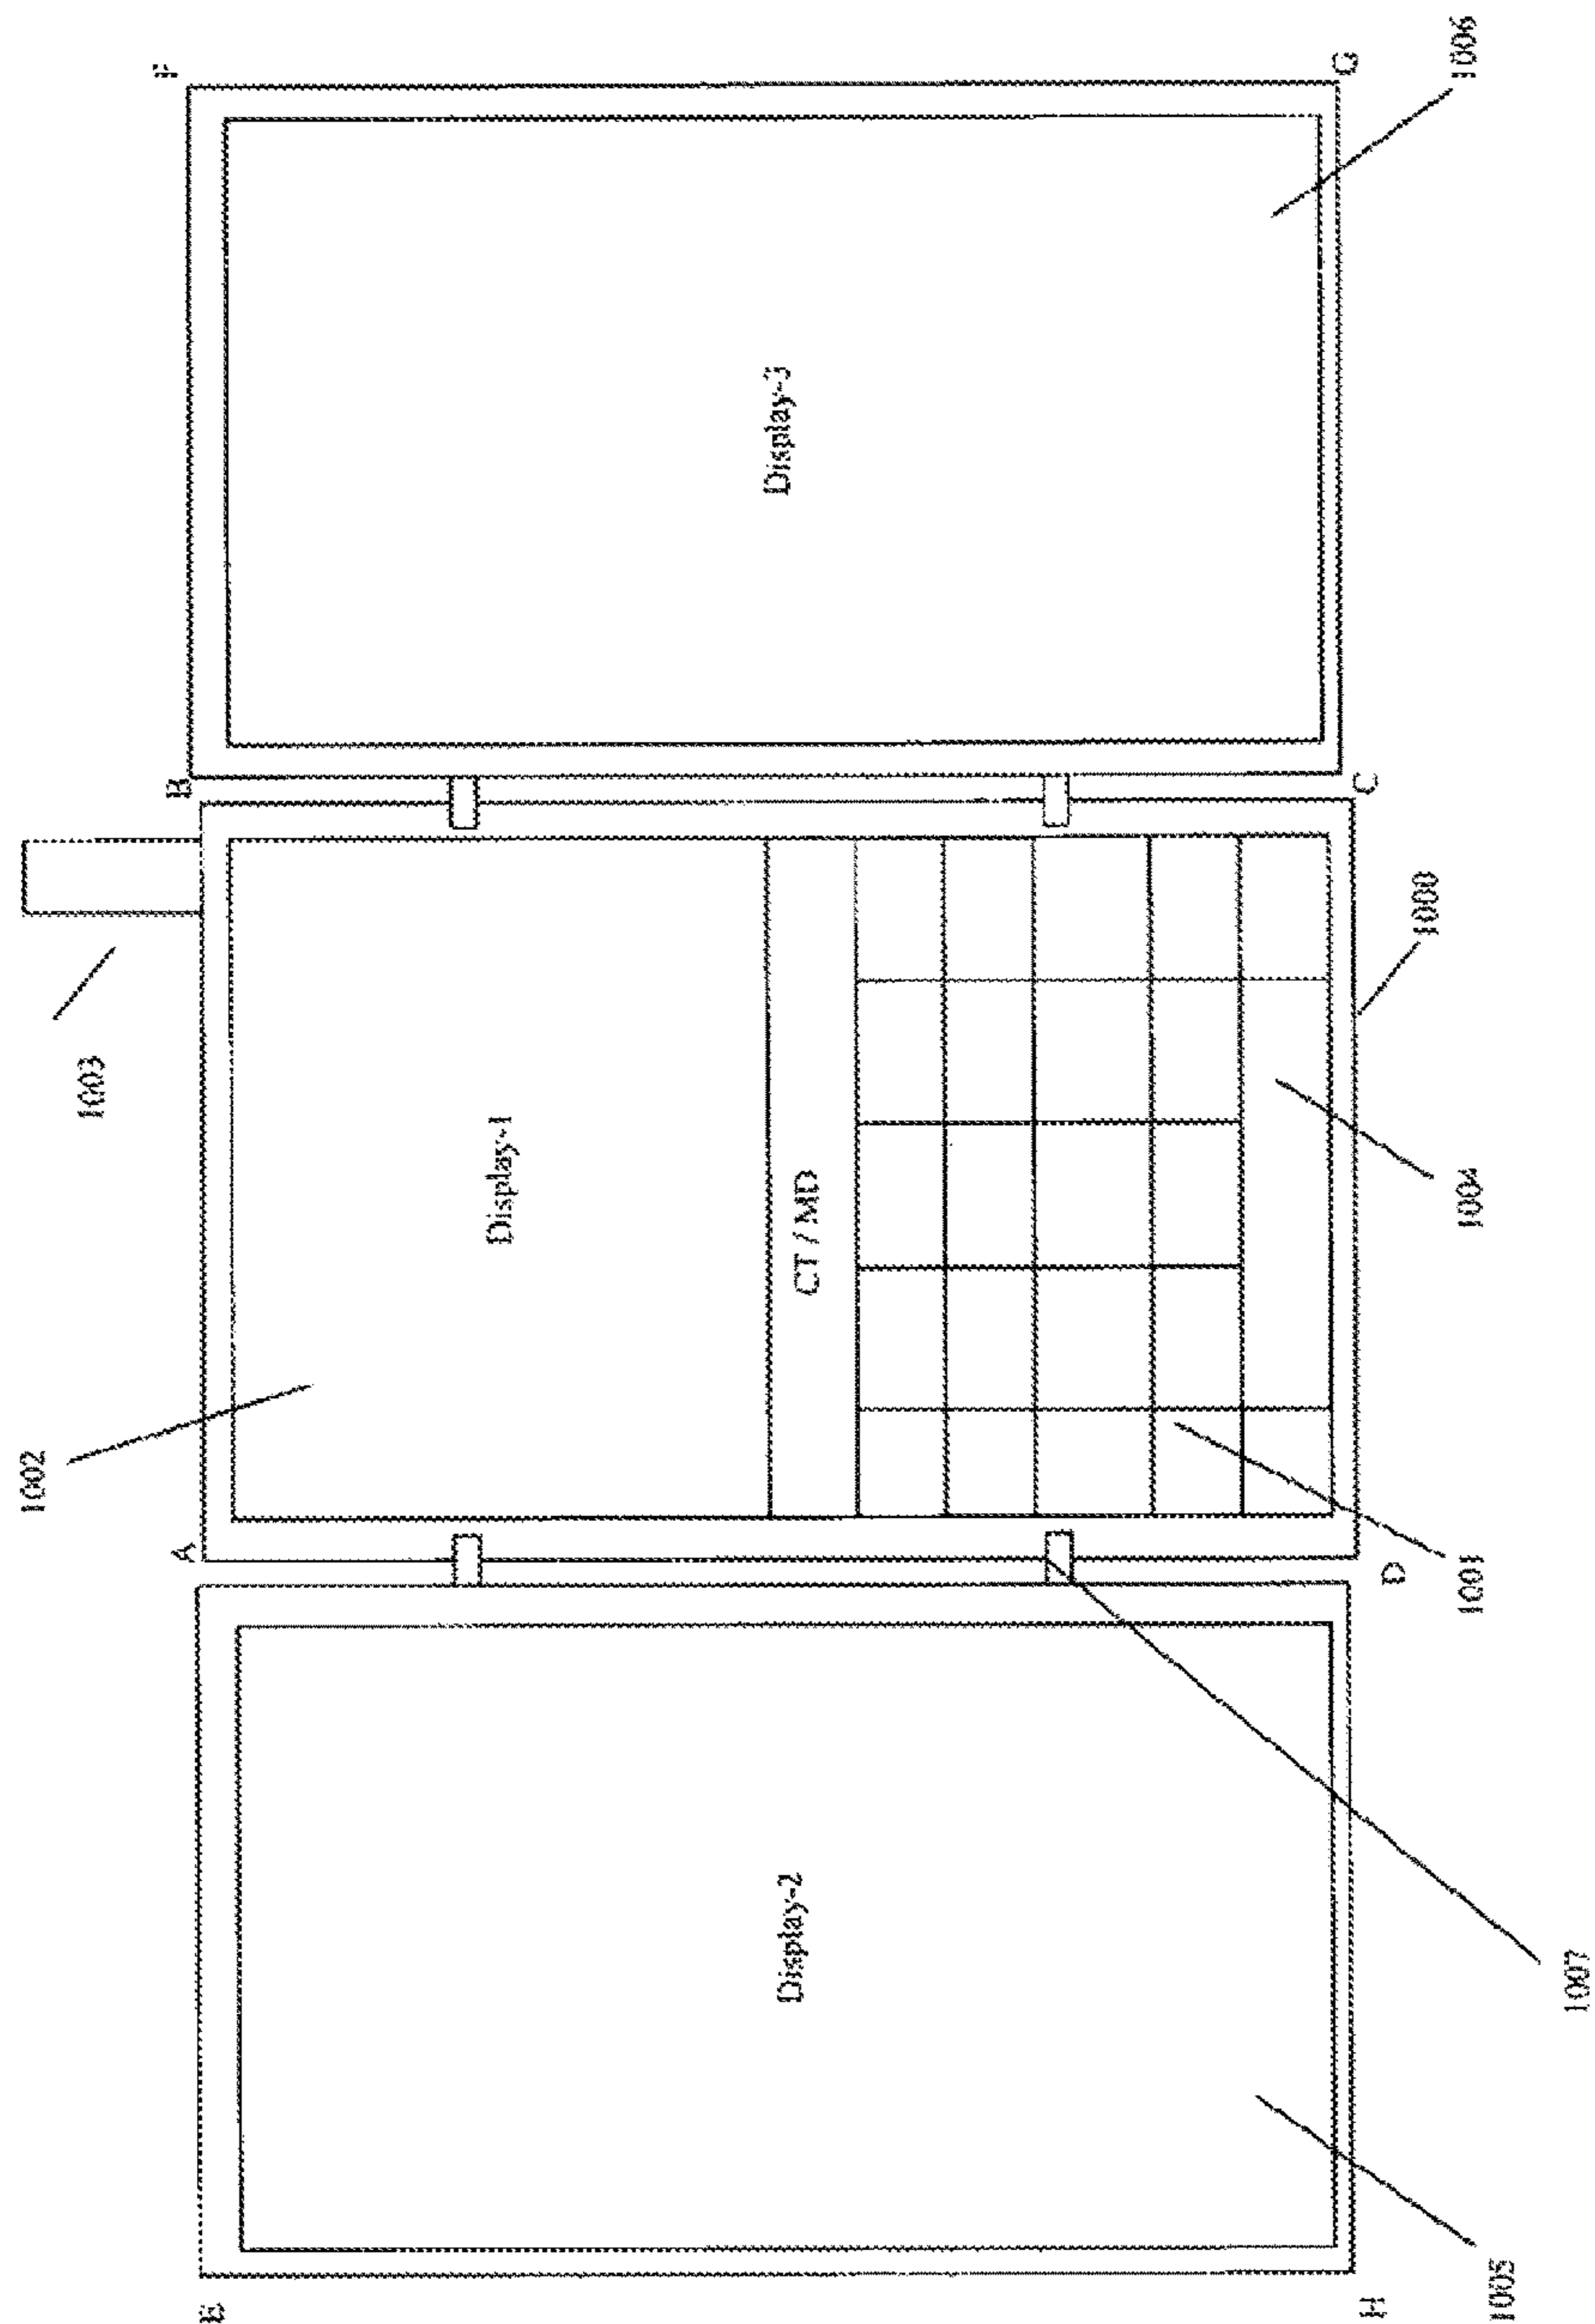 1002
1003
E
A
B
F
Display-1
Display-2
Display-3
CT / MD
H
D
C
G
1000
1005
1001
1004
1006
1007